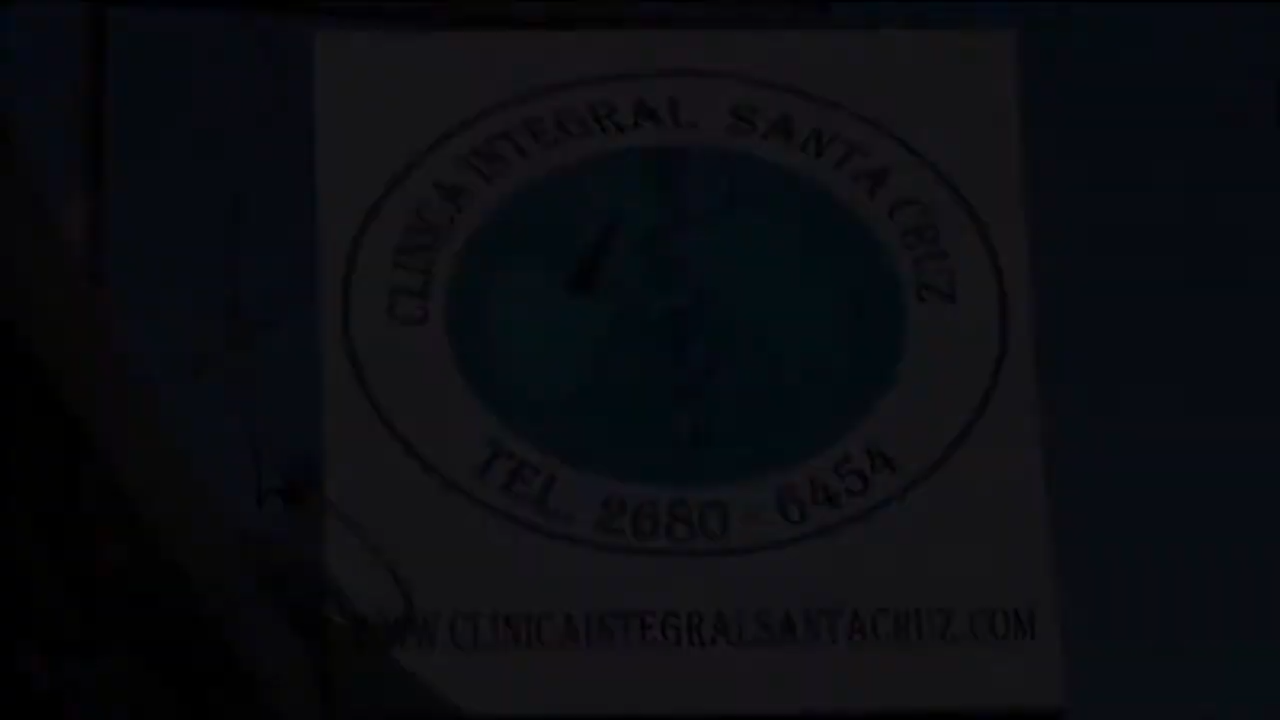 CLINICA INTEGRAL SANTA CRUZ
TEL. 2680 - 6454
WWW.CLINICAINTEGRALSANTACRUZ.COM